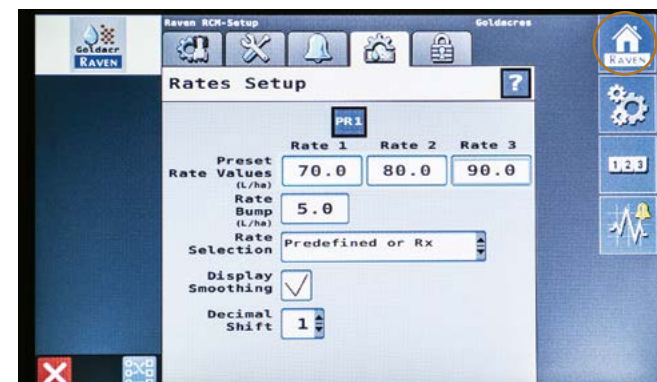 Raven RCM-Setup
Goldacres
Goldacr
RAVEN
RAVEN
Rates Setup
?
PR1
Rate 1 Rate 2 Rate 3
Preset
Rate Values
(L/ha)
70.0 80.0 90.0
Rate
Bump
(L/ha)
5.0
Rate
Selection
Predefined or Rx
Display
Smoothing
Decimal
Shift
1
1,2,3